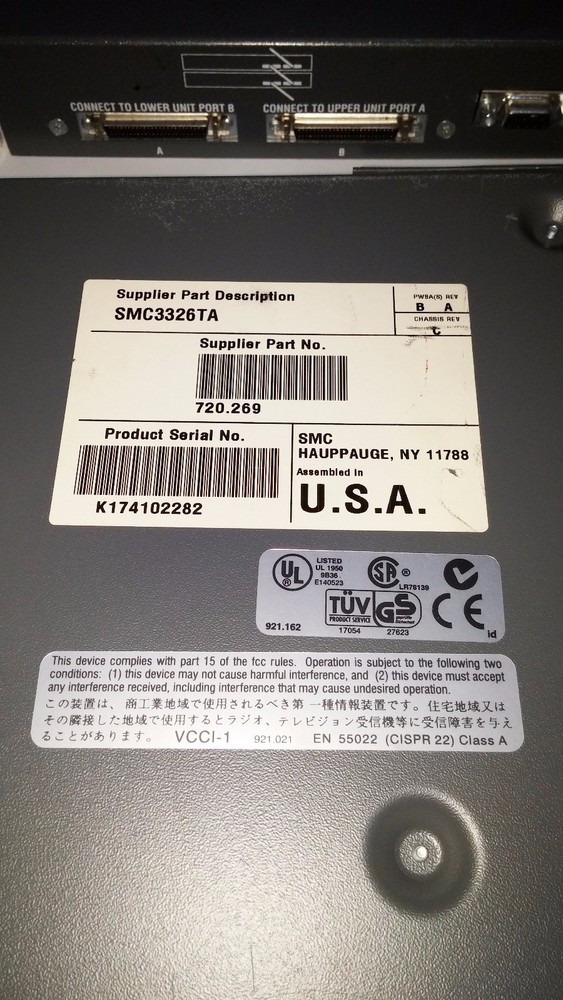 CONNECT TO LOWER UNIT PORT B
CONNECT TO UPPER UNIT PORT A
A
B
Supplier Part Description
SMC3326TA
PWBA(S) REV
B A
CHASSIS REV
C
Supplier Part No.
720.269
Product Serial No.
K174102282
SMC
HAUPPAUGE, NY 11788
Assembled in
U.S.A.
UL
LISTED
UL 1950
9B36
E140523
SA
LR78139
TÜV
PRODUCT SERVICE
GS
CE
921.162
17054
27623
id
This device complies with part 15 of the fcc rules. Operation is subject to the following two
conditions: (1) this device may not cause harmful interference, and (2) this device must accept
any interference received, including interference that may cause undesired operation.
この装置は、商工業地域で使用されるべき第一種情報装置です。住宅地域又は
その隣接した地域で使用するとラジオ、テレビジョン受信機等に受信障害を与え
ることがあります。 VCCI-1 921.021 EN 55022 (CISPR 22) Class A